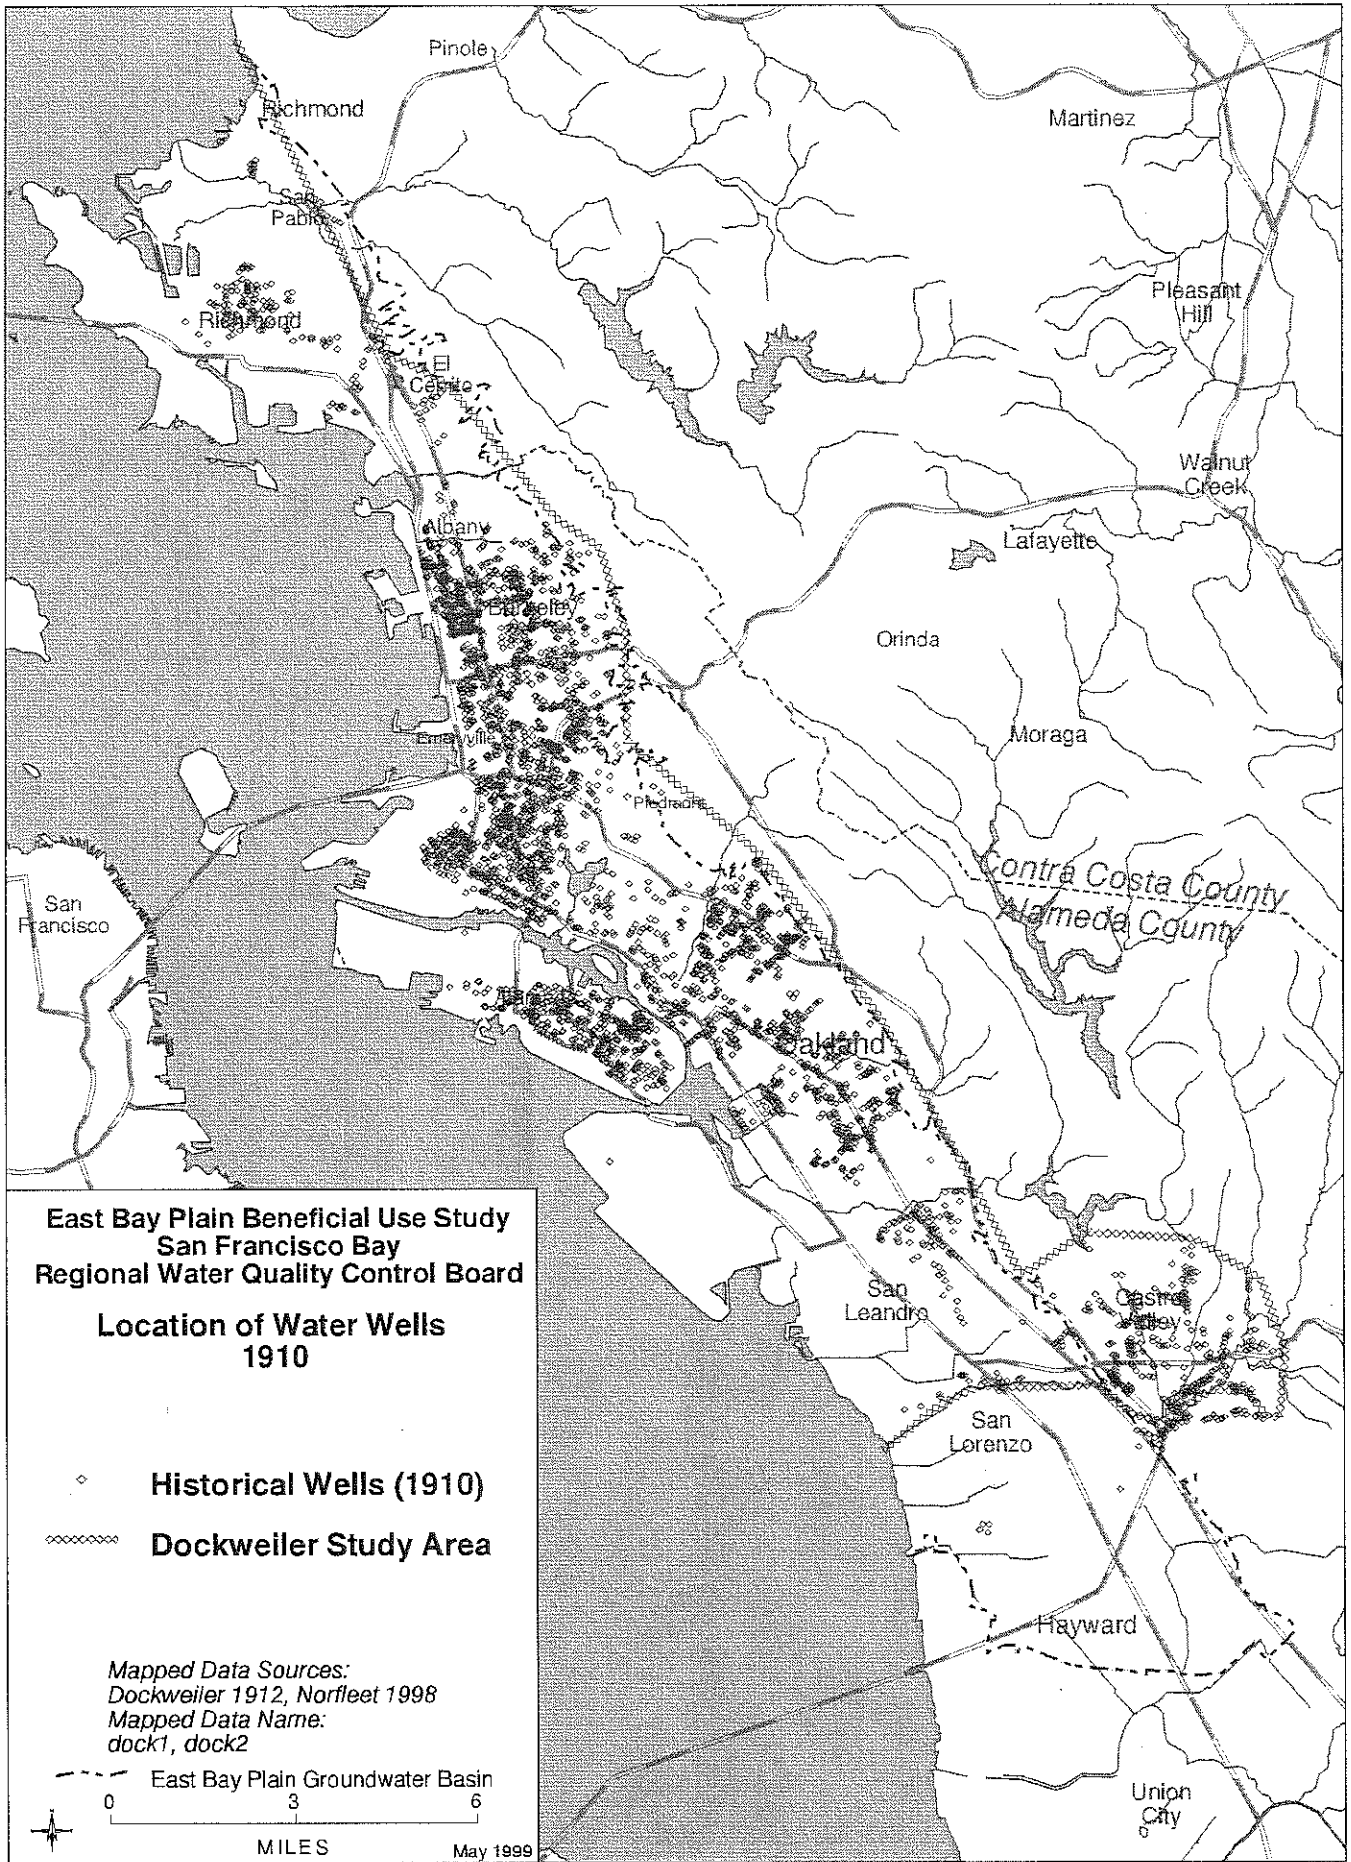 Pinole
Richmond
Martinez
San
Pablo
Pleasant
Hill
Richmond
El
Cerrito
Walnut
Creek
Albany
Lafayette
Berkeley
Orinda
Moraga
Emeryville
Piedmont
Contra Costa County
Alameda County
San
Francisco
Alameda
Oakland
San
Leandro
Castro
Valley
San
Lorenzo
Hayward
Union
City
East Bay Plain Beneficial Use Study
San Francisco Bay
Regional Water Quality Control Board
Location of Water Wells
1910
Historical Wells (1910)
Dockweiler Study Area
Mapped Data Sources:
Dockweiler 1912, Norfleet 1998
Mapped Data Name:
dock1, dock2
East Bay Plain Groundwater Basin
0 3 6
MILES
May 1999